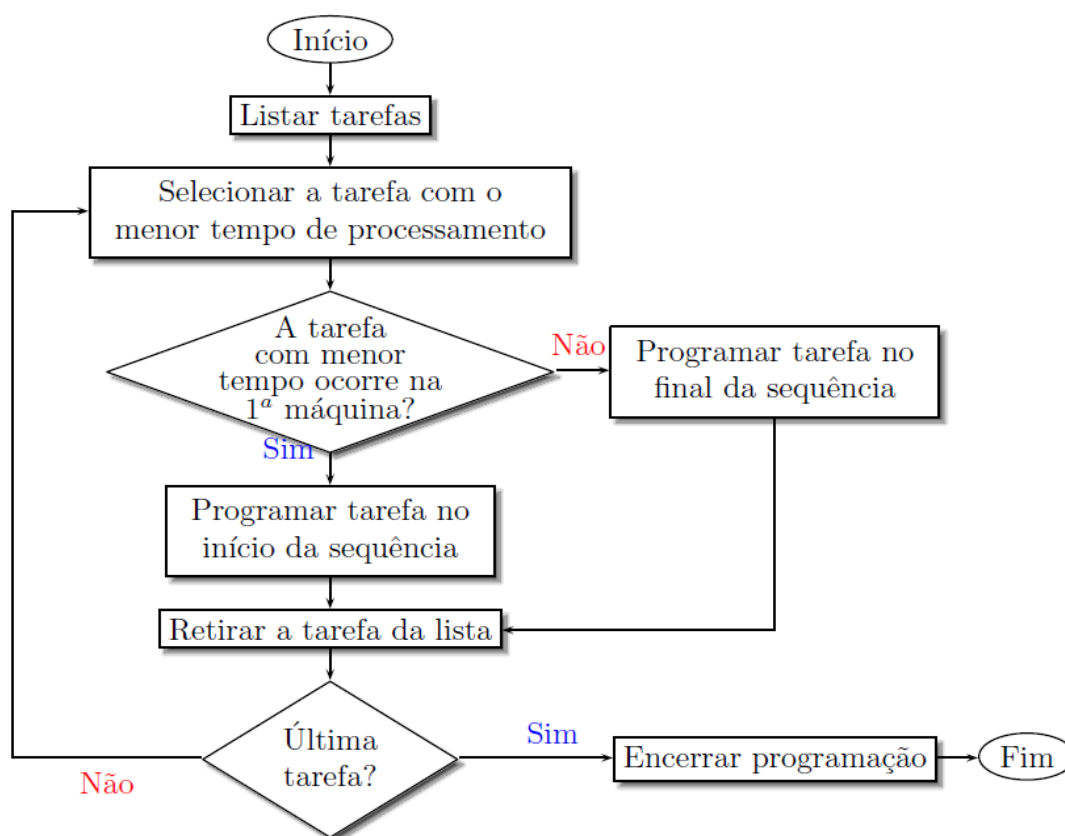 Início
Listar tarefas
Selecionar a tarefa com o
menor tempo de processamento
A tarefa
com menor
tempo ocorre na
1ª máquina?
Não
Programar tarefa no
final da sequência
Sim
Programar tarefa no
início da sequência
Retirar a tarefa da lista
Última
tarefa?
Sim
Encerrar programação
Fim
Não